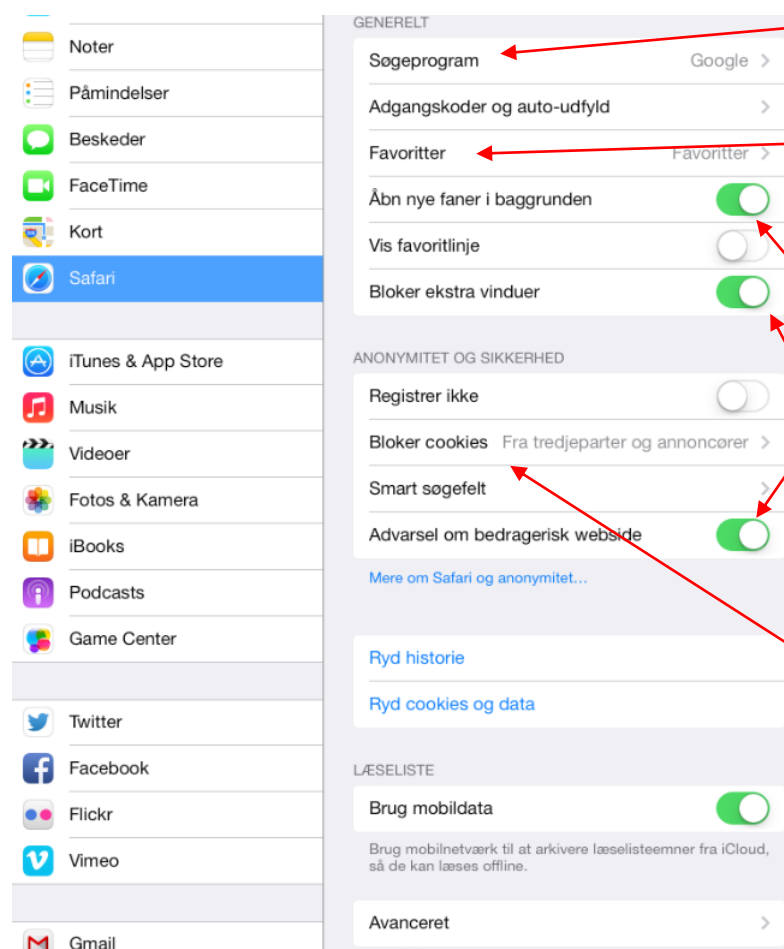 Noter
Påmindelser
Beskeder
FaceTime
Kort
Safari
iTunes & App Store
Musik
Videoer
Fotos & Kamera
iBooks
Podcasts
Game Center
Twitter
Facebook
Flickr
Vimeo
Gmail
GENERELT
Søgeprogram Google
Adgangskoder og auto-udfyld
Favoritter Favoritter
Åbn nye faner i baggrunden
Vis favoritlinje
Bloker ekstra vinduer
ANONYMITET OG SIKKERHED
Registrer ikke
Bloker cookies Fra tredjeparter og annoncører
Smart søgefelt
Advarsel om bedragerisk webside
Mere om Safari og anonymitet...
Ryd historie
Ryd cookies og data
LÆSELISTE
Brug mobildata
Brug mobilnetværk til at arkivere læselisteemner fra iCloud,
så de kan læses offline.
Avanceret